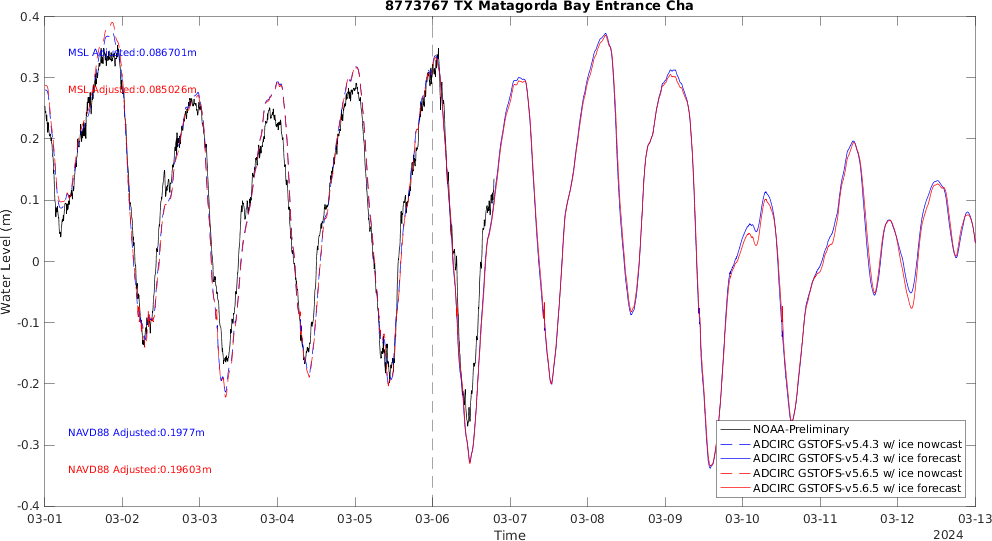 8773767 TX Matagorda Bay Entrance Cha
0.4
0.3
0.2
0.1
0
-0.1
-0.2
-0.3
-0.4
Water Level (m)
MSL Adjusted:0.086701m
MSL Adjusted:0.085026m
NAVD88 Adjusted:0.1977m
NAVD88 Adjusted:0.19603m
NOAA-Preliminary
ADCIRC GSTOFS-v5.4.3 w/ ice nowcast
ADCIRC GSTOFS-v5.4.3 w/ ice forecast
ADCIRC GSTOFS-v5.6.5 w/ ice nowcast
ADCIRC GSTOFS-v5.6.5 w/ ice forecast
03-01 03-02 03-03 03-04 03-05 03-06 03-07 03-08 03-09 03-10 03-11 03-12 03-13
Time
2024